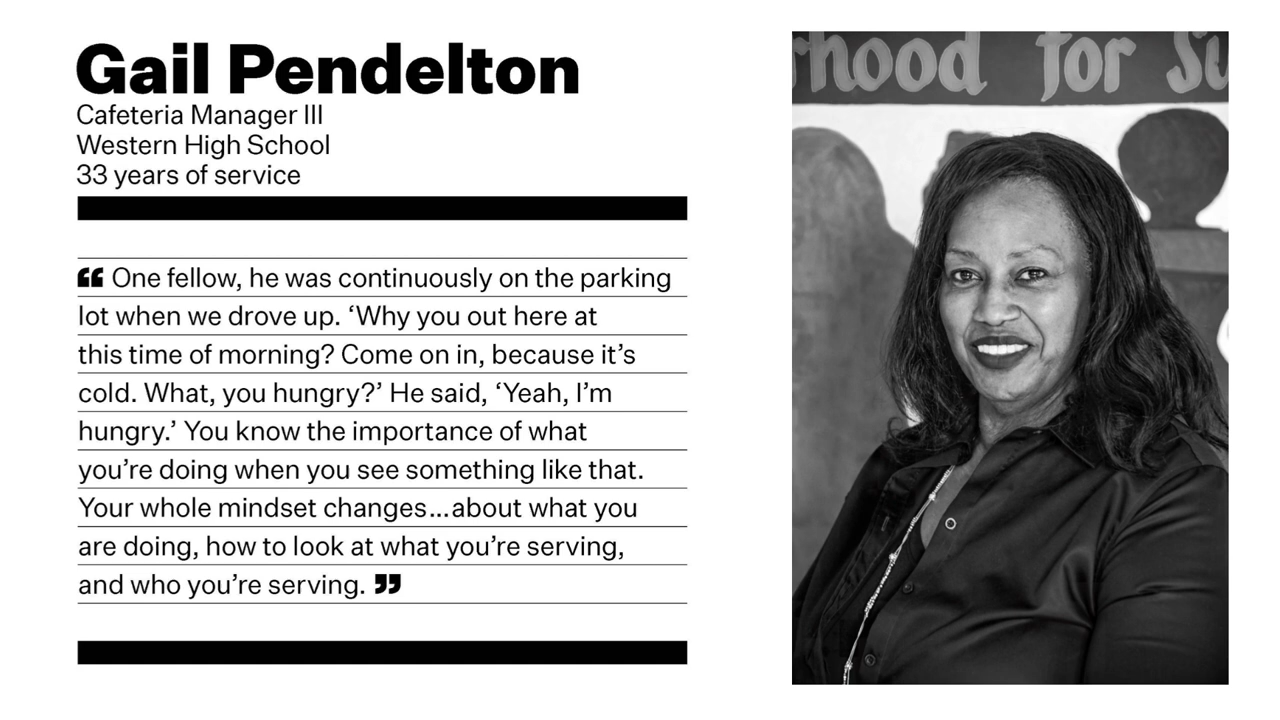 Gail Pendelton
Cafeteria Manager III
Western High School
33 years of service
“ One fellow, he was continuously on the parking
lot when we drove up. ‘Why you out here at
this time of morning? Come on in, because it’s
cold. What, you hungry?’ He said, ‘Yeah, I’m
hungry.’ You know the importance of what
you’re doing when you see something like that.
Your whole mindset changes...about what you
are doing, how to look at what you’re serving,
and who you’re serving. ”
rhood for Su